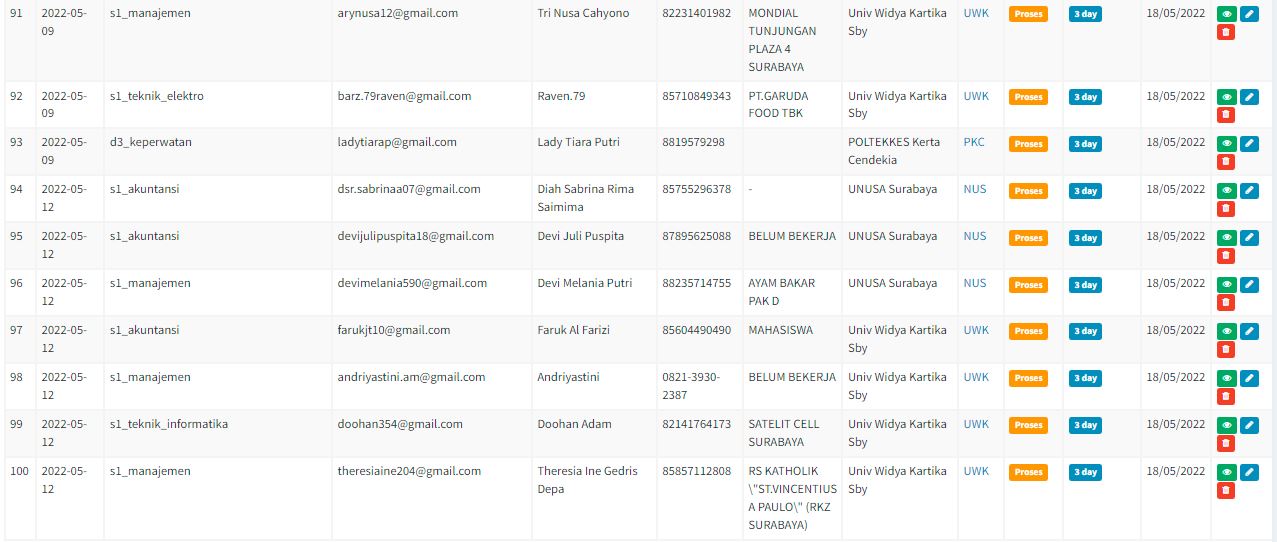 91 2022-05- s1_manajemen arynusa12@gmail.com Tri Nusa Cahyono 82231401982 MONDIAL Univ Widya Kartika UWK Proses 3 day 18/05/2022
09 TUNJUNGAN Sby
PLAZA 4
SURABAYA
92 2022-05- s1_teknik_elektro barz.79raven@gmail.com Raven.79 85710849343 PT.GARUDA Univ Widya Kartika UWK Proses 3 day 18/05/2022
09 FOOD TBK Sby
93 2022-05- d3_keperwatan ladytiarap@gmail.com Lady Tiara Putri 8819579298 POLTEKKES Kerta PKC Proses 3 day 18/05/2022
09 Cendekia
94 2022-05- s1_akuntansi dsr.sabrinaa07@gmail.com Diah Sabrina Rima 85755296378 - UNUSA Surabaya NUS Proses 3 day 18/05/2022
12 Saimima
95 2022-05- s1_akuntansi devijulipuspita18@gmail.com Devi Juli Puspita 87895625088 BELUM BEKERJA UNUSA Surabaya NUS Proses 3 day 18/05/2022
12
96 2022-05- s1_manajemen devimelania590@gmail.com Devi Melania Putri 88235714755 AYAM BAKAR UNUSA Surabaya NUS Proses 3 day 18/05/2022
12 PAK D
97 2022-05- s1_akuntansi farukjt10@gmail.com Faruk Al Farizi 85604490490 MAHASISWA Univ Widya Kartika UWK Proses 3 day 18/05/2022
12 Sby
98 2022-05- s1_manajemen andriyastini.am@gmail.com Andriyastini 0821-3930- BELUM BEKERJA Univ Widya Kartika UWK Proses 3 day 18/05/2022
12 2387 Sby
99 2022-05- s1_teknik_informatika doohan354@gmail.com Doohan Adam 82141764173 SATELIT CELL Univ Widya Kartika UWK Proses 3 day 18/05/2022
12 SURABAYA Sby
100 2022-05- s1_manajemen theresiaine204@gmail.com Theresia Ine Gedris 85857112808 RS KATHOLIK Univ Widya Kartika UWK Proses 3 day 18/05/2022
12 Depa \"ST.VINCENTIUS Sby
A PAULO\" (RKZ
SURABAYA)